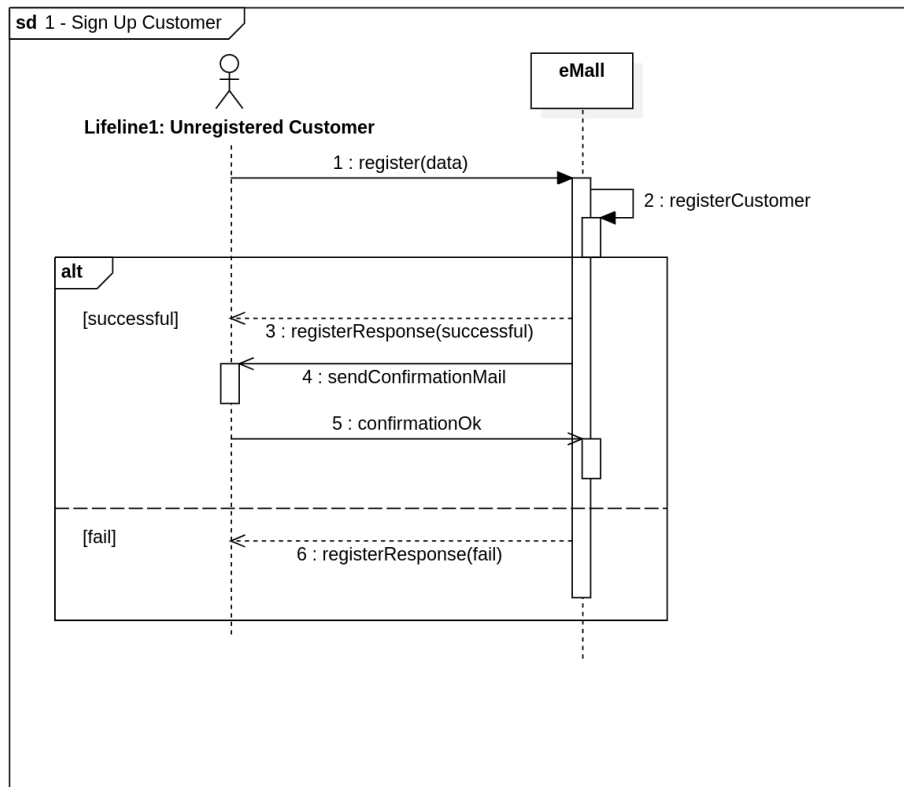 sd 1 - Sign Up Customer
eMall
Lifeline1: Unregistered Customer
1 : register(data)
2 : registerCustomer
alt
[successful]
3 : registerResponse(successful)
4 : sendConfirmationMail
5 : confirmationOk
[fail]
6 : registerResponse(fail)